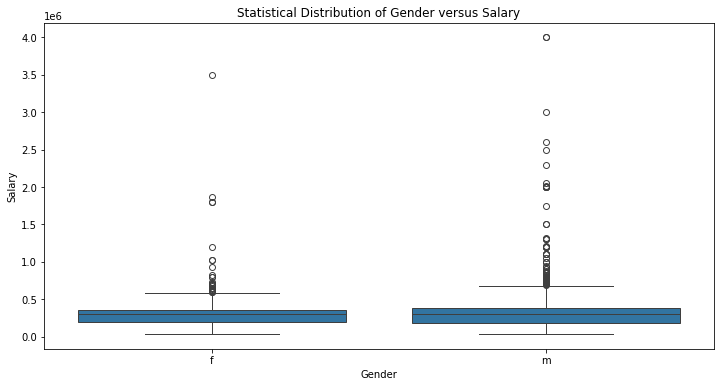 Statistical Distribution of Gender versus Salary
1e6
4.0
3.5
3.0
2.5
2.0
1.5
1.0
0.5
0.0
Salary
f
m
Gender